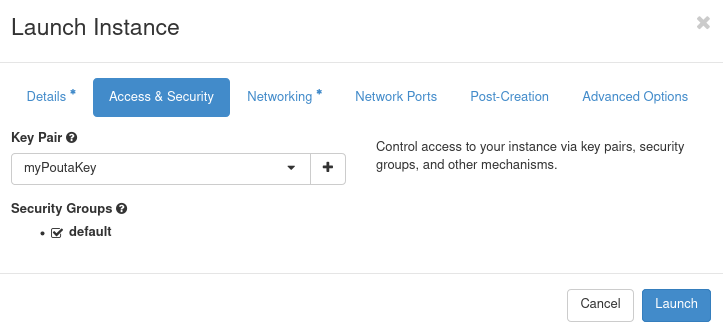 Launch Instance
Details *
Access & Security
Networking *
Network Ports
Post-Creation
Advanced Options
Key Pair
myPoutaKey
Control access to your instance via key pairs, security
groups, and other mechanisms.
Security Groups
default
Cancel
Launch